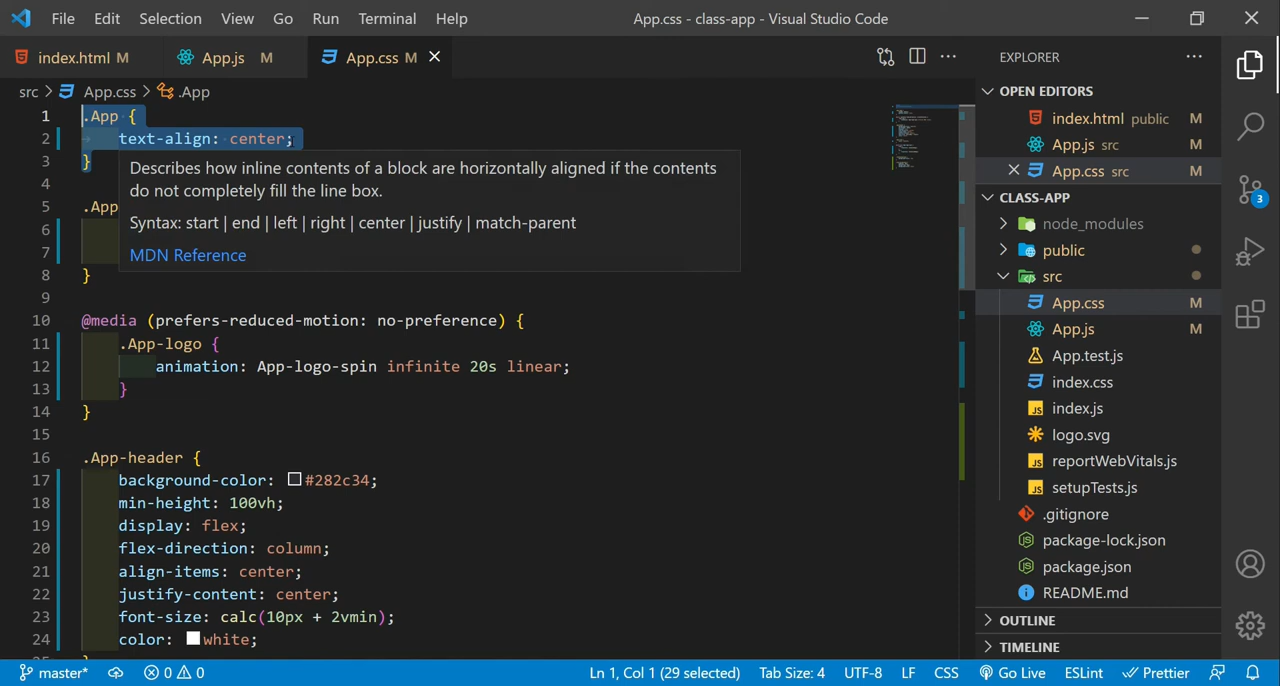 File Edit Selection View Go Run Terminal Help App.css - class-app - Visual Studio Code
index.html M App.js M App.css M
src > App.css > .App
1 .App {
2 text-align: center;
3 }
Describes how inline contents of a block are horizontally aligned if the contents
do not completely fill the line box.
Syntax: start | end | left | right | center | justify | match-parent
MDN Reference
4
5 .App
6
7
8 }
9
10 @media (prefers-reduced-motion: no-preference) {
11 .App-logo {
12 animation: App-logo-spin infinite 20s linear;
13 }
14 }
15
16 .App-header {
17 background-color: #282c34;
18 min-height: 100vh;
19 display: flex;
20 flex-direction: column;
21 align-items: center;
22 justify-content: center;
23 font-size: calc(10px + 2vmin);
24 color: white;
EXPLORER
OPEN EDITORS
index.html public M
App.js src M
App.css src M
CLASS-APP
node_modules
public
src
App.css M
App.js M
App.test.js
index.css
index.js
logo.svg
reportWebVitals.js
setupTests.js
.gitignore
package-lock.json
package.json
README.md
OUTLINE
TIMELINE
3
master* 0 0 Ln 1, Col 1 (29 selected) Tab Size: 4 UTF-8 LF CSS Go Live ESLint Prettier